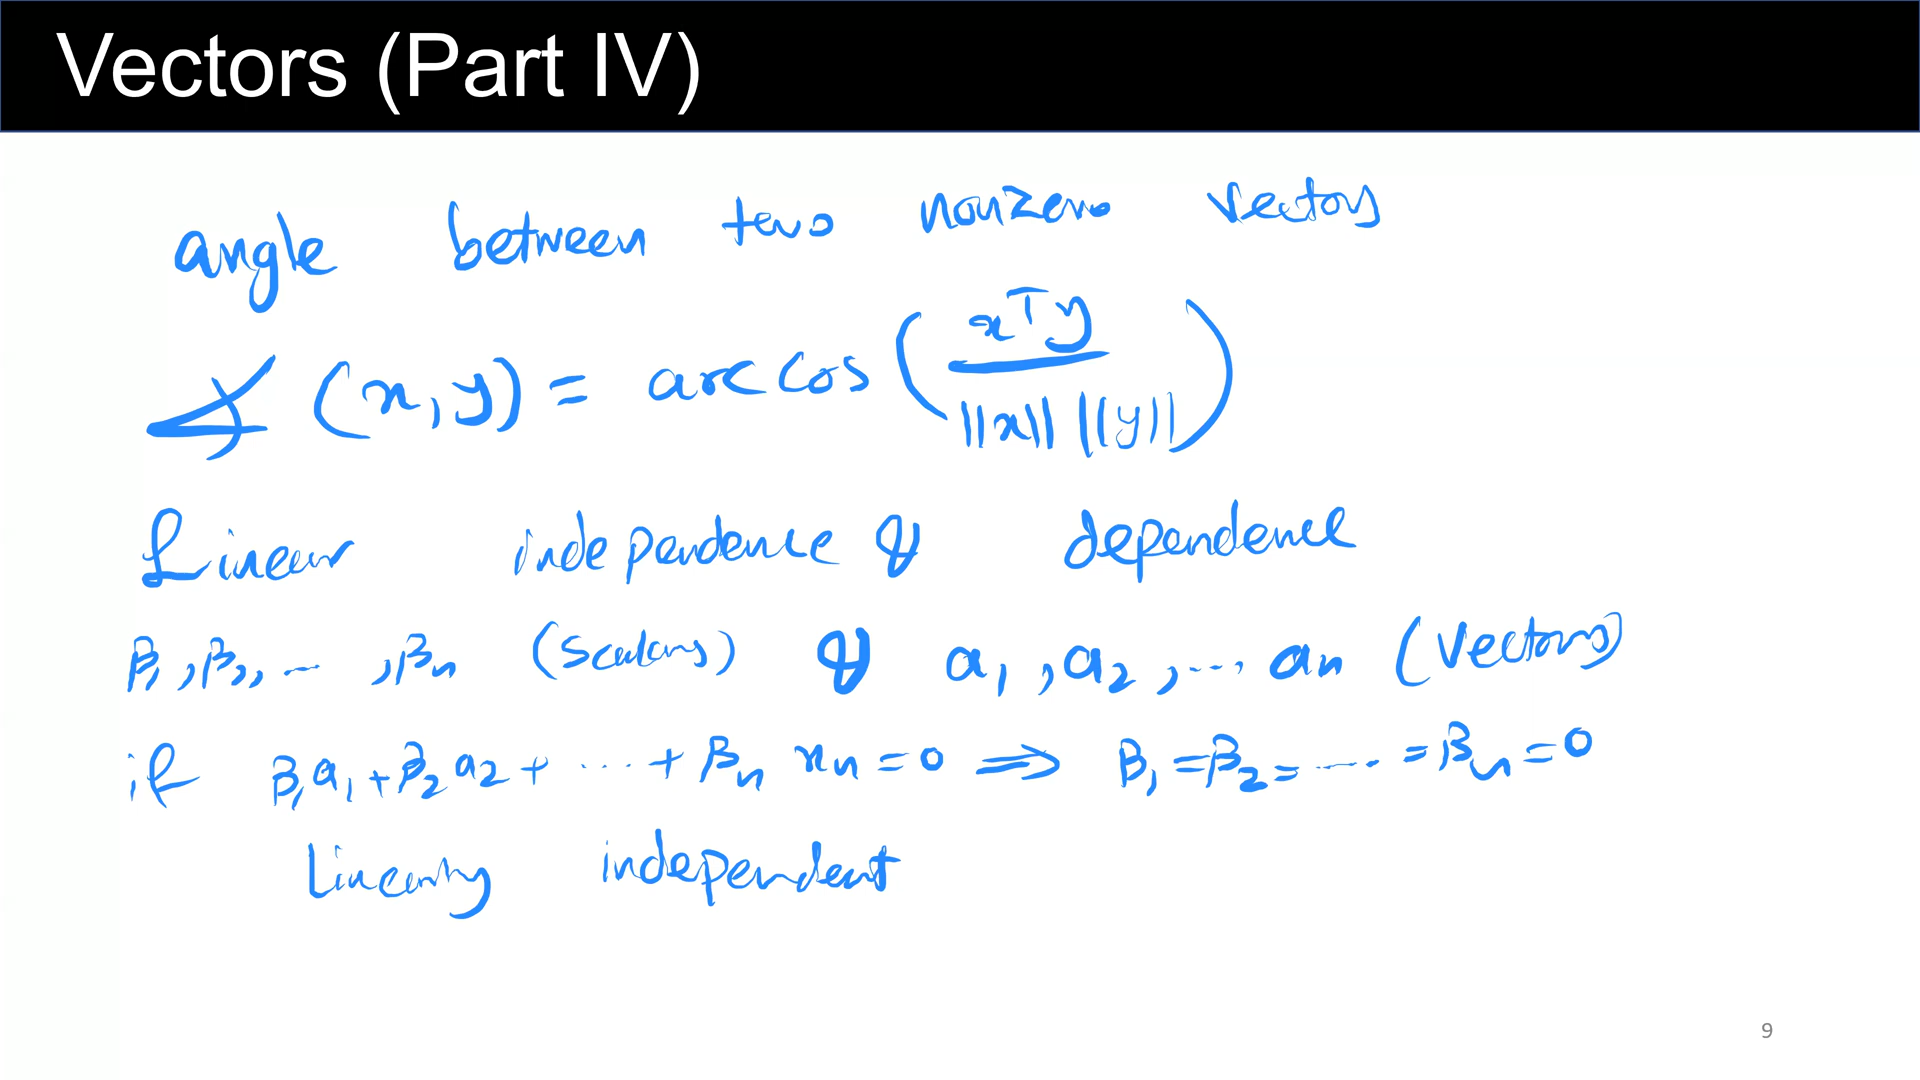 Vectors (Part IV)
angle between two nonzero vectors
∡ (x, y) = arccos ( xᵀy / ||x|| ||y|| )
Linear independence & dependence
β₁, β₂, ... , βₙ (Scalars) & a₁, a₂, ... aₙ (Vectors)
if β₁a₁ + β₂a₂ + ... + βₙ xₙ = 0 ⇒ β₁ = β₂ = .... = βₙ = 0
Linearly independent
9